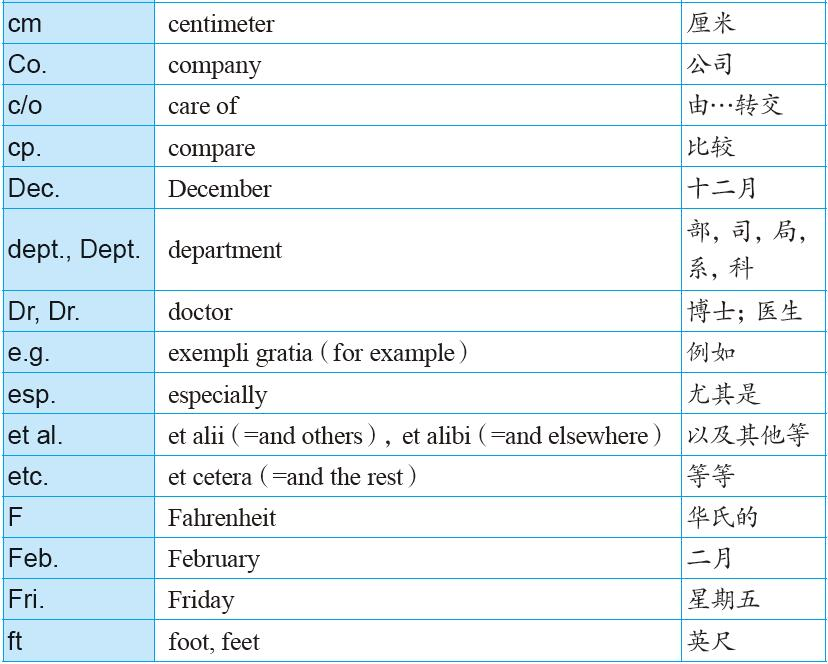 cm centimeter 厘米
Co. company 公司
c/o care of 由…转交
cp. compare 比较
Dec. December 十二月
dept., Dept. department 部, 司, 局,
系, 科
Dr, Dr. doctor 博士; 医生
e.g. exempli gratia (for example) 例如
esp. especially 尤其是
et al. et alii (=and others), et alibi (=and elsewhere) 以及其他等
etc. et cetera (=and the rest) 等等
F Fahrenheit 华氏的
Feb. February 二月
Fri. Friday 星期五
ft foot, feet 英尺